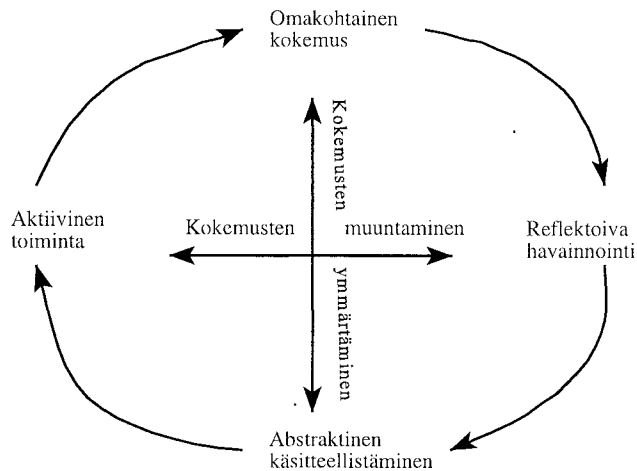 Omakohtainen
kokemus
Kokemusten
Aktiivinen
toiminta
Kokemusten
muuntaminen
Reflektoiva
havainnointi
ymmärtäminen
Abstraktinen
käsitteellistäminen